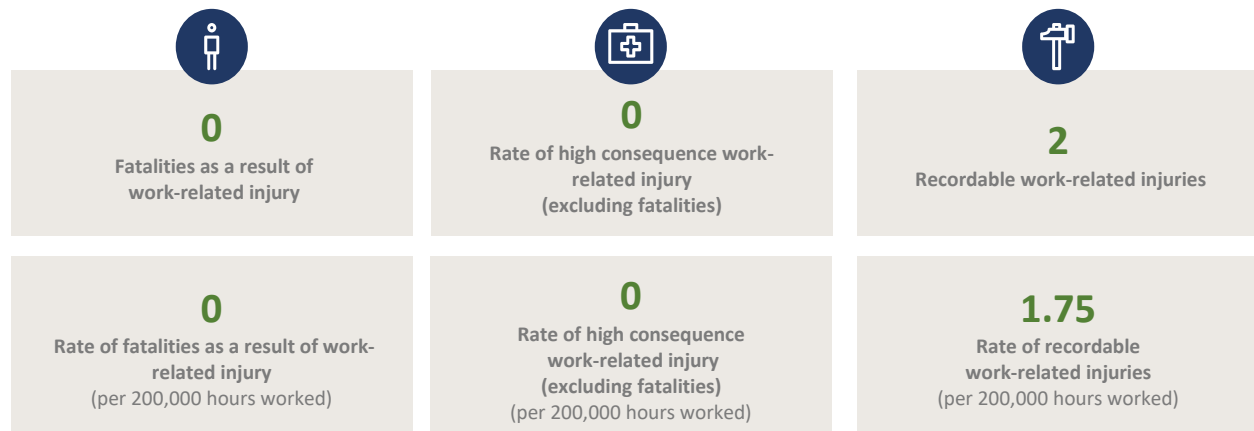 0
Fatalities as a result of
work-related injury
0
Rate of high consequence work-
related injury
(excluding fatalities)
2
Recordable work-related injuries
0
Rate of fatalities as a result of work-
related injury
(per 200,000 hours worked)
0
Rate of high consequence
work-related injury
(excluding fatalities)
(per 200,000 hours worked)
1.75
Rate of recordable
work-related injuries
(per 200,000 hours worked)